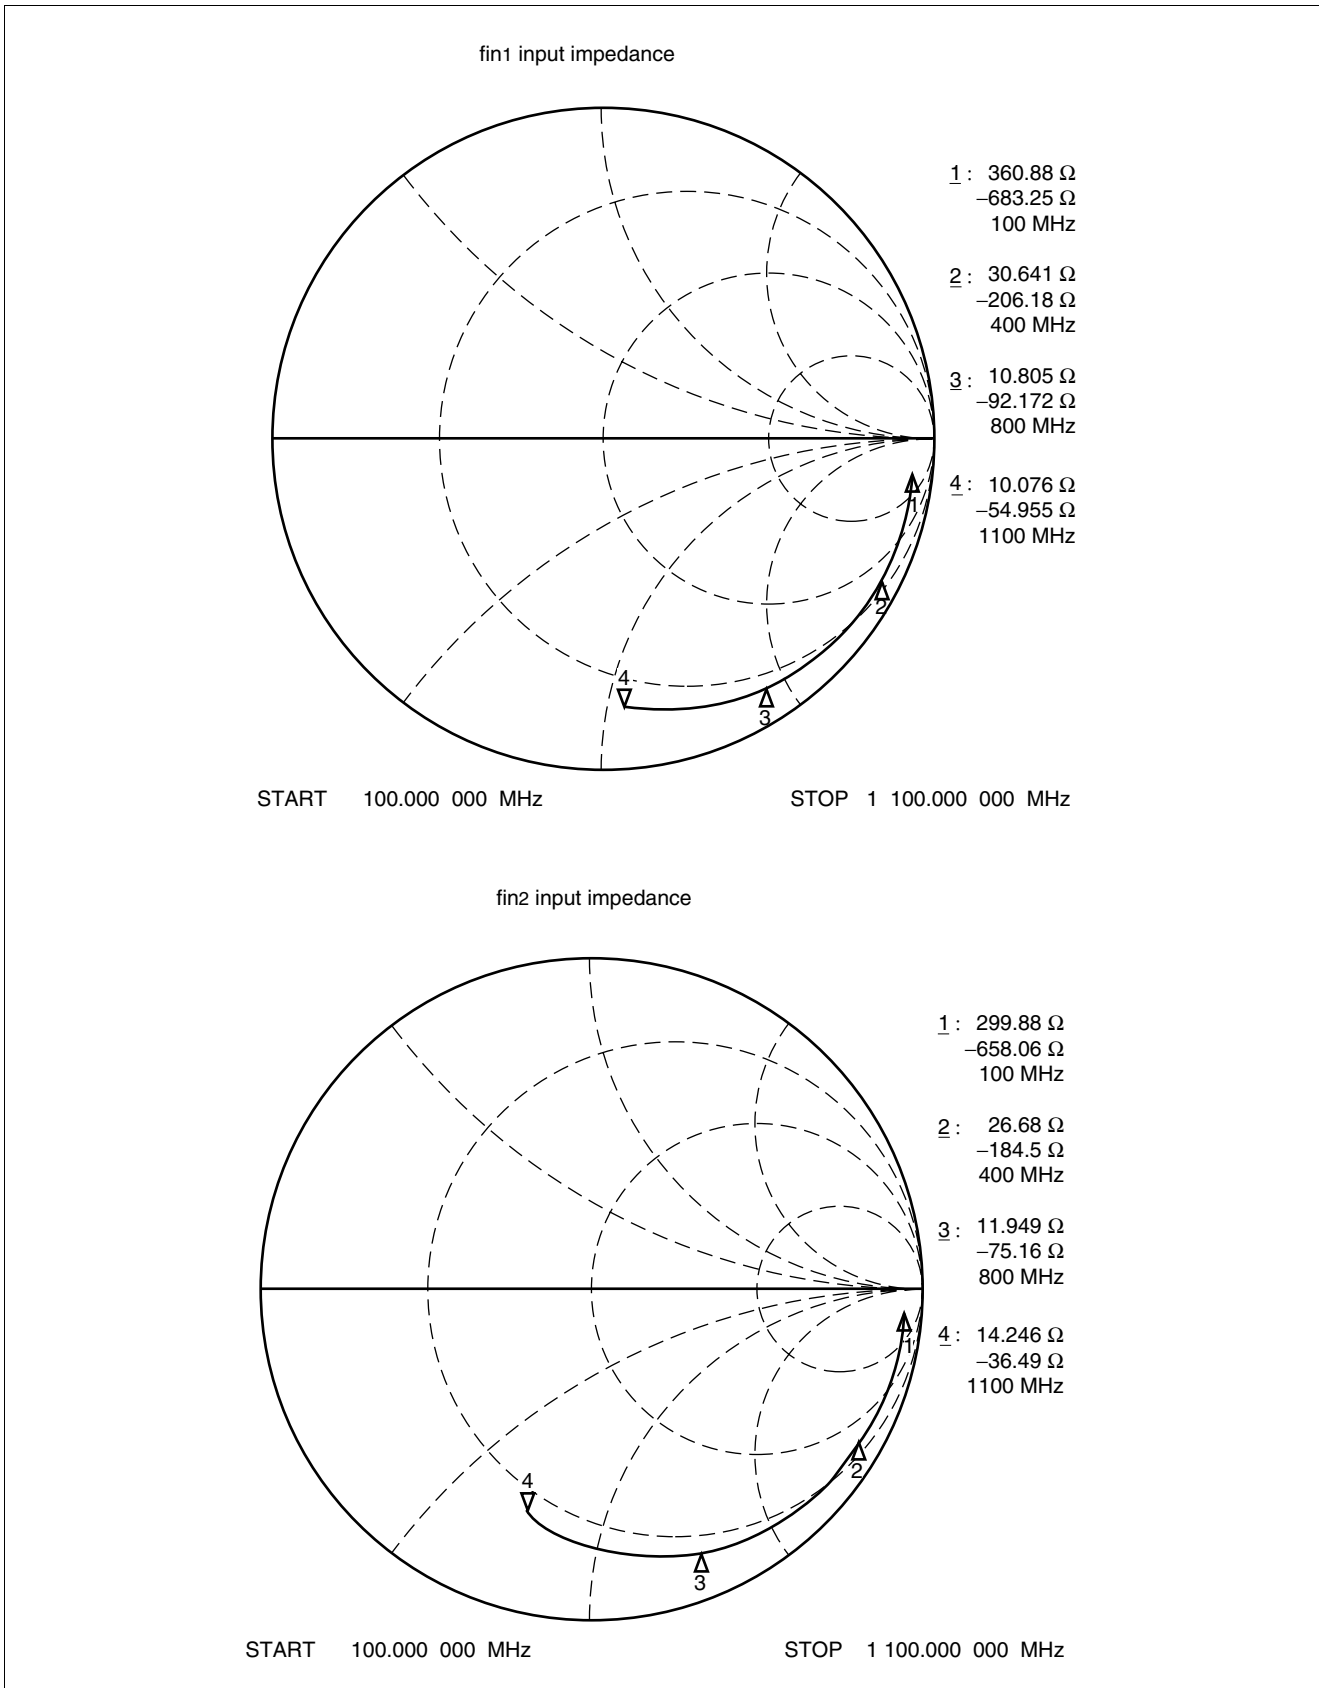 fin1 input impedance
1 : 360.88 Ω
−683.25 Ω
100 MHz
2 : 30.641 Ω
−206.18 Ω
400 MHz
3 : 10.805 Ω
−92.172 Ω
800 MHz
4 : 10.076 Ω
−54.955 Ω
1100 MHz
1
2
4
3
START 100.000 000 MHz STOP 1 100.000 000 MHz
fin2 input impedance
1 : 299.88 Ω
−658.06 Ω
100 MHz
2 : 26.68 Ω
−184.5 Ω
400 MHz
3 : 11.949 Ω
−75.16 Ω
800 MHz
4 : 14.246 Ω
−36.49 Ω
1100 MHz
1
2
4
3
START 100.000 000 MHz STOP 1 100.000 000 MHz